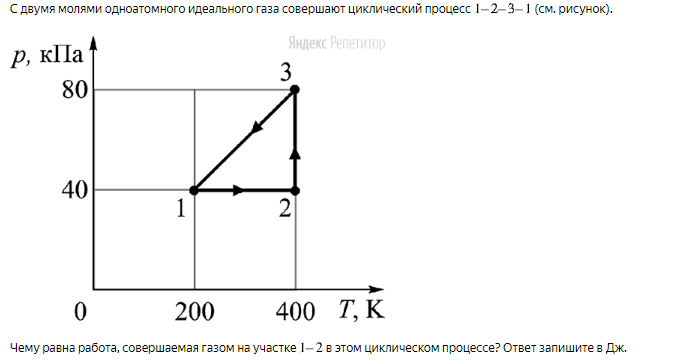 С двумя молями одноатомного идеального газа совершают циклический процесс 1–2–3–1 (см. рисунок).
Яндекс Репетитор
p, кПа
3
80
40
1
2
0
200
400
T, К
Чему равна работа, совершаемая газом на участке 1–2 в этом циклическом процессе? Ответ запишите в Дж.